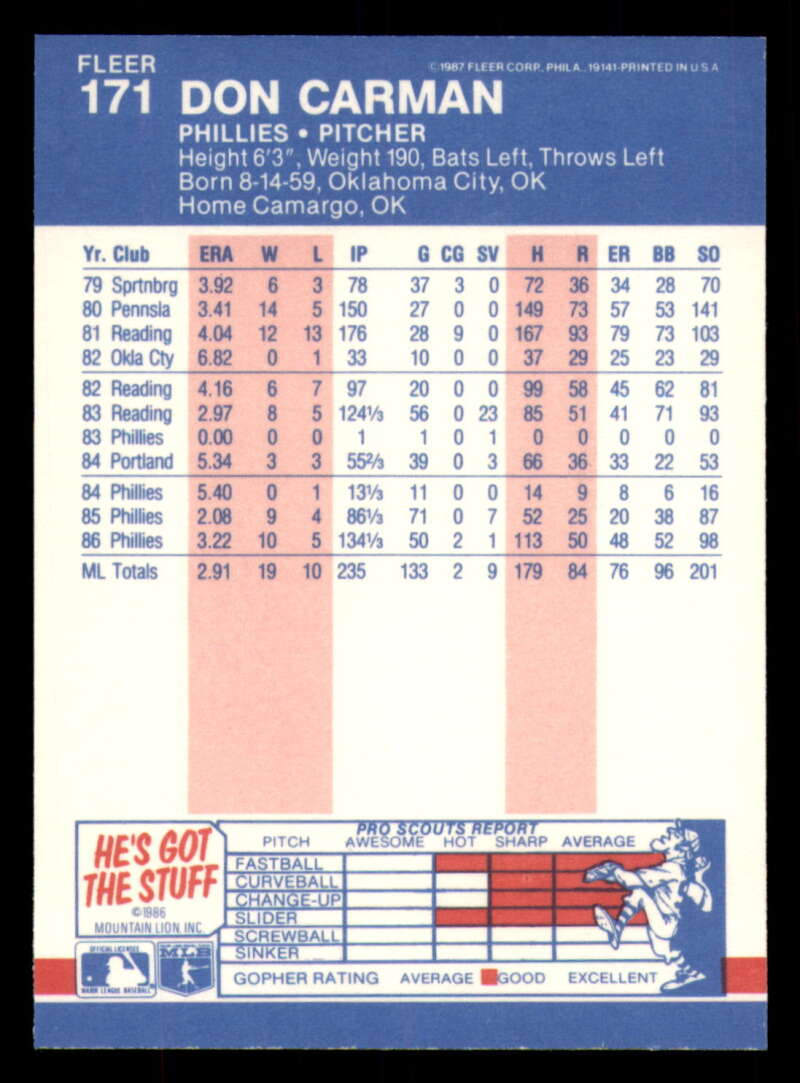 FLEER
©1987 FLEER CORP., PHILA., 19141-PRINTED IN U S A
171 DON CARMAN
PHILLIES • PITCHER
Height 6'3", Weight 190, Bats Left, Throws Left
Born 8-14-59, Oklahoma City, OK
Home Camargo, OK
Yr. Club ERA W L IP G CG SV H R ER BB SO
79 Sprtnbrg 3.92 6 3 78 37 3 0 72 36 34 28 70
80 Pennsla 3.41 14 5 150 27 0 0 149 73 57 53 141
81 Reading 4.04 12 13 176 28 9 0 167 93 79 73 103
82 Okla Cty 6.82 0 1 33 10 0 0 37 29 25 23 29
82 Reading 4.16 6 7 97 20 0 0 99 58 45 62 81
83 Reading 2.97 8 5 124⅓ 56 0 23 85 51 41 71 93
83 Phillies 0.00 0 0 1 1 0 1 0 0 0 0 0
84 Portland 5.34 3 3 55⅔ 39 0 3 66 36 33 22 53
84 Phillies 5.40 0 1 13⅓ 11 0 0 14 9 8 6 16
85 Phillies 2.08 9 4 86⅓ 71 0 7 52 25 20 38 87
86 Phillies 3.22 10 5 134⅓ 50 2 1 113 50 48 52 98
ML Totals 2.91 19 10 235 133 2 9 179 84 76 96 201
HE'S GOT
THE STUFF
©1986
MOUNTAIN LION, INC.
PRO SCOUTS REPORT
PITCH AWESOME HOT SHARP AVERAGE
FASTBALL
CURVEBALL
CHANGE-UP
SLIDER
SCREWBALL
SINKER
GOPHER RATING AVERAGE GOOD EXCELLENT
OFFICIAL LICENSEE
MAJOR LEAGUE BASEBALL
MLB